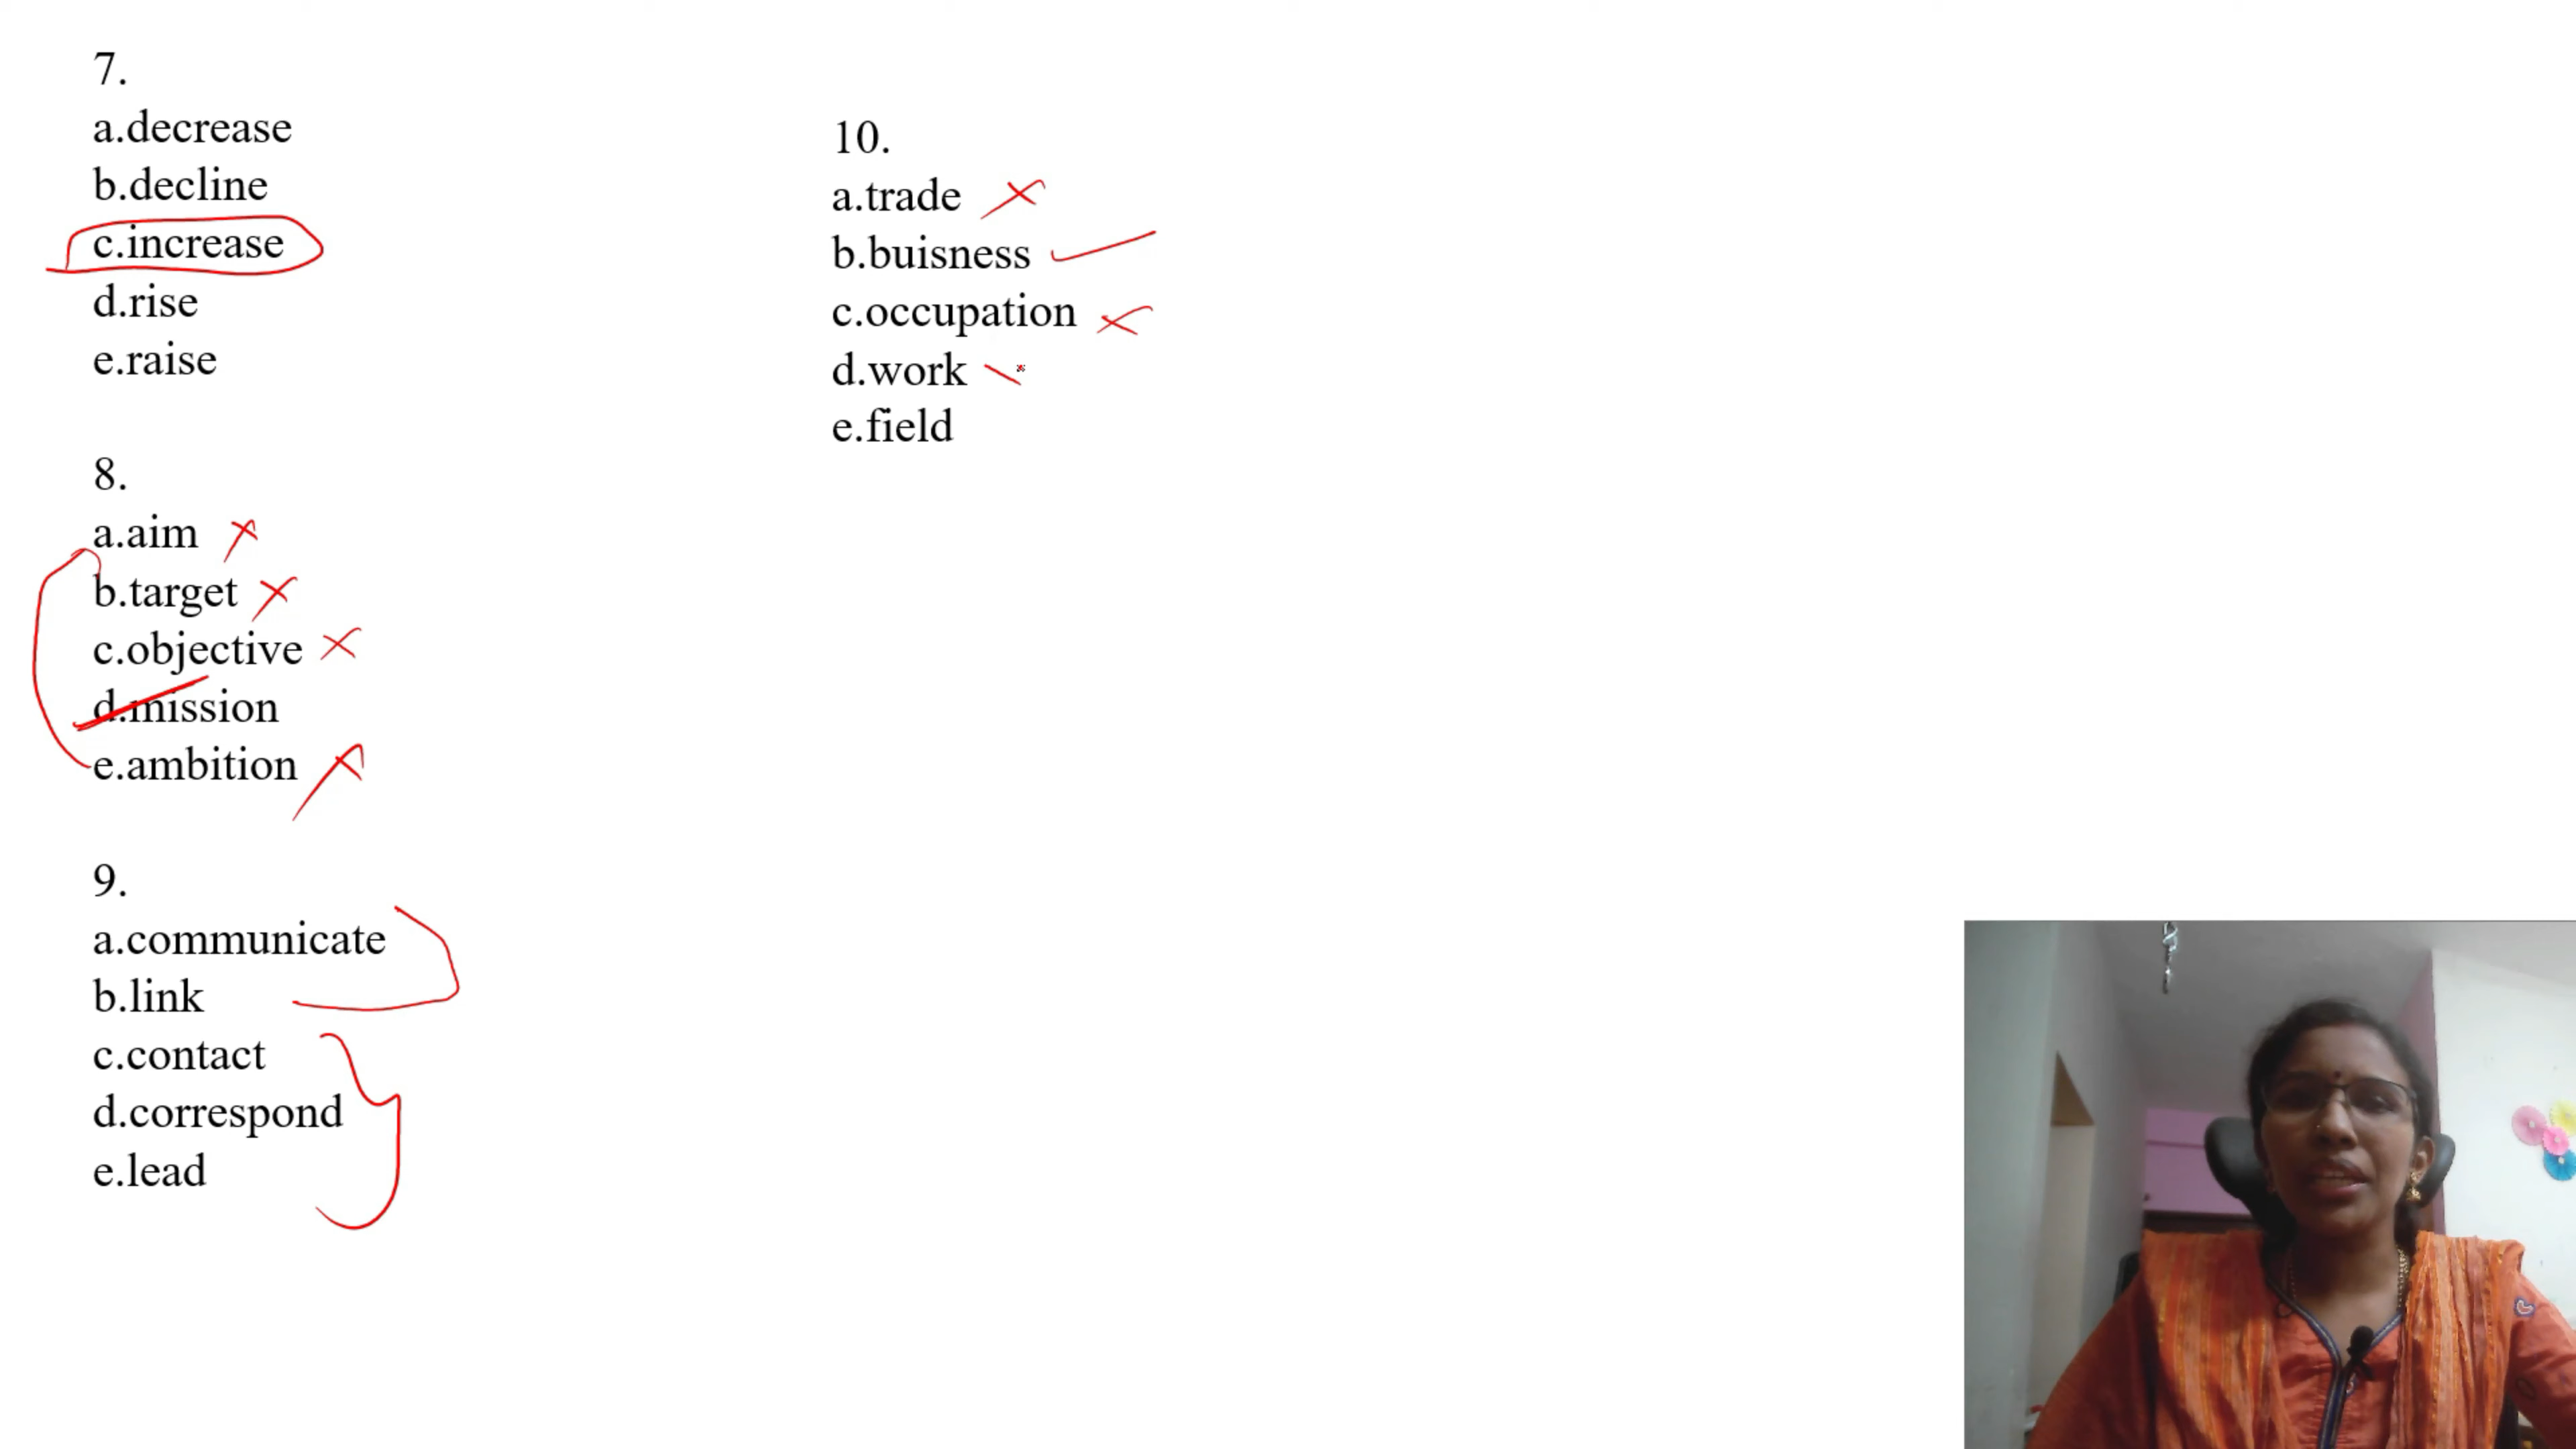 7.
a.decrease
b.decline
c.increase
d.rise
e.raise
8.
a.aim
b.target
c.objective
d.mission
e.ambition
9.
a.communicate
b.link
c.contact
d.correspond
e.lead
10.
a.trade
b.buisness
c.occupation
d.work
e.field